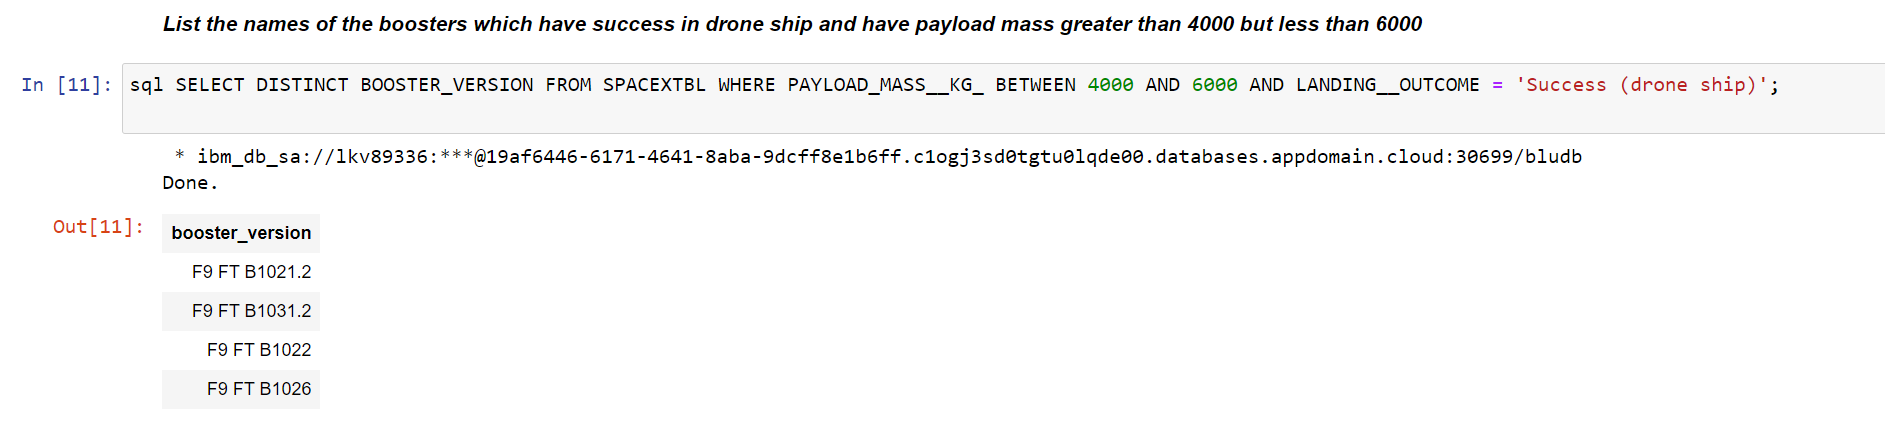 List the names of the boosters which have success in drone ship and have payload mass greater than 4000 but less than 6000
In [11]: sql SELECT DISTINCT BOOSTER_VERSION FROM SPACEXTBL WHERE PAYLOAD_MASS__KG_ BETWEEN 4000 AND 6000 AND LANDING__OUTCOME = 'Success (drone ship)';
* ibm_db_sa://lkv89336:***@19af6446-6171-4641-8aba-9dcff8e1b6ff.c1ogj3sd0tgtu0lqde00.databases.appdomain.cloud:30699/bludb
Done.
Out[11]: booster_version
F9 FT B1021.2
F9 FT B1031.2
F9 FT B1022
F9 FT B1026